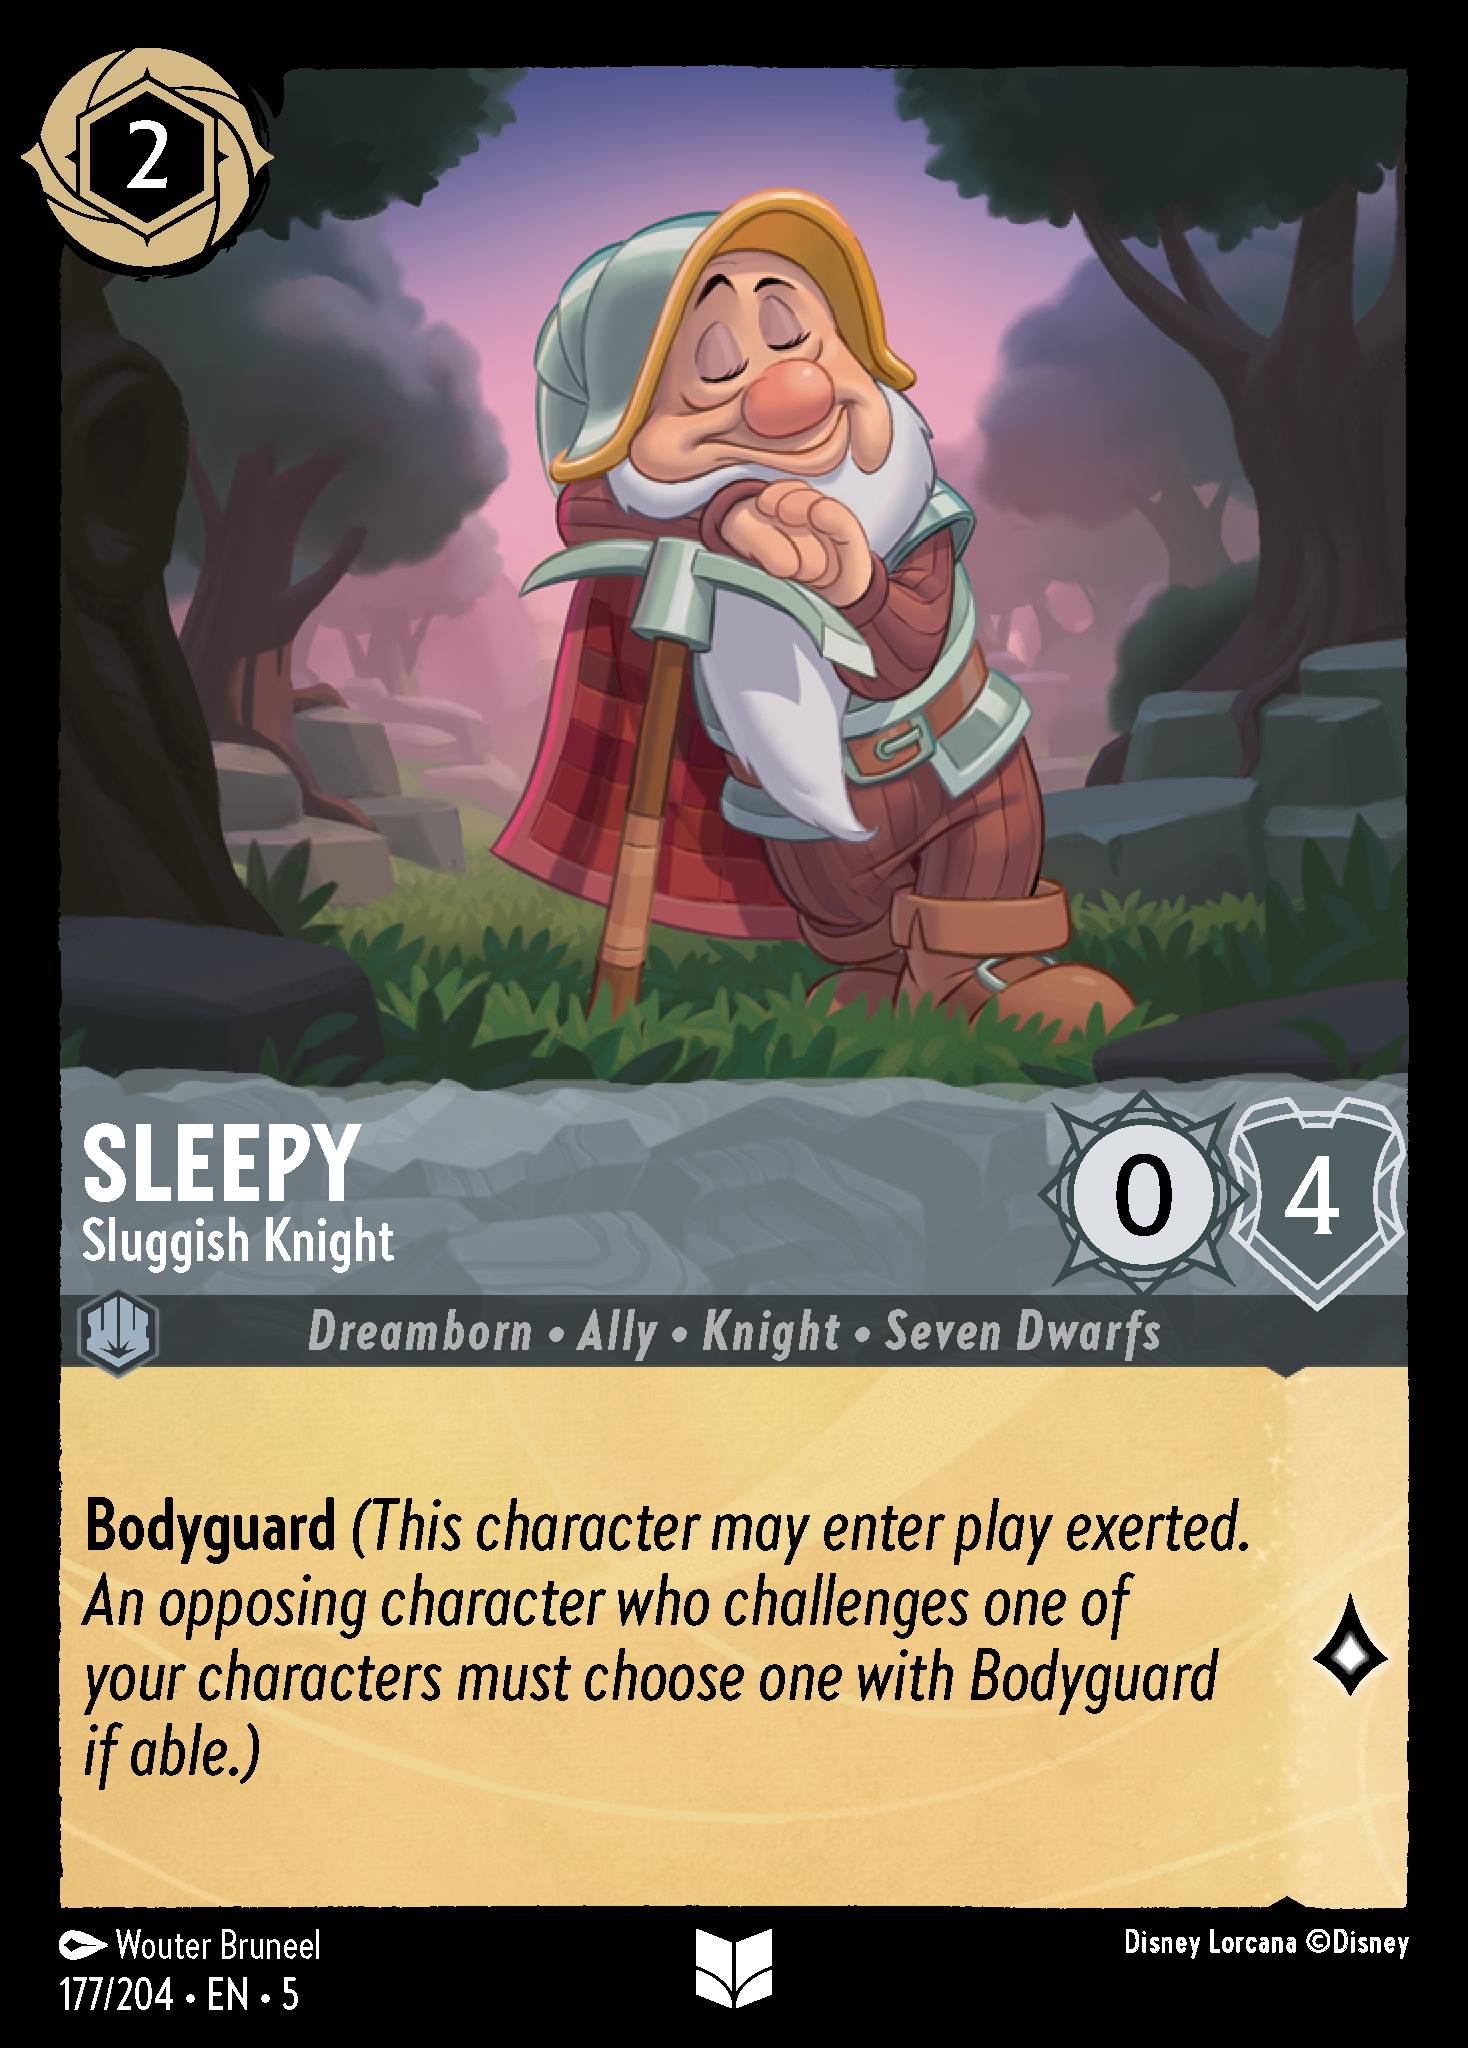 2
SLEEPY
Sluggish Knight
0 4
Dreamborn • Ally • Knight • Seven Dwarfs
Bodyguard (This character may enter play exerted.
An opposing character who challenges one of
your characters must choose one with Bodyguard
if able.)
Wouter Bruneel
Disney Lorcana ©Disney
177/204 • EN • 5